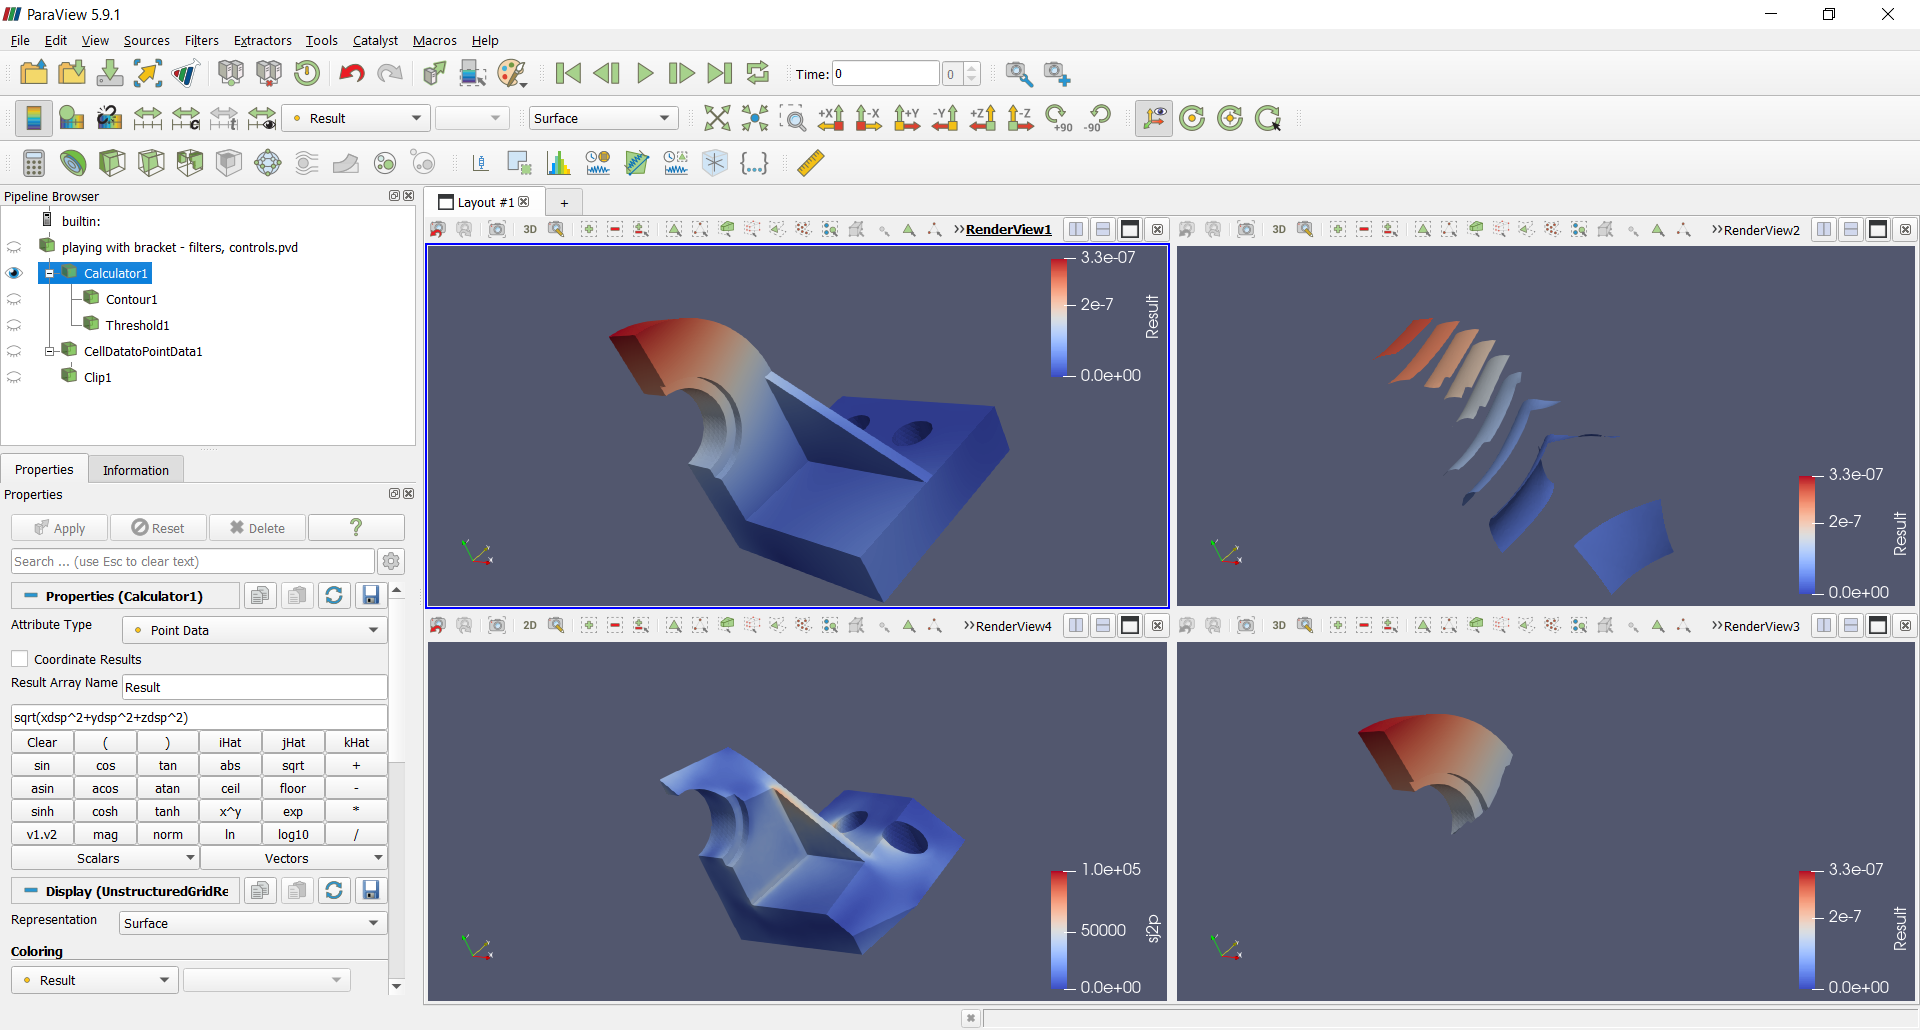 ParaView 5.9.1
File Edit View Sources Filters Extractors Tools Catalyst Macros Help
Time: 0 0
Result Surface +X -X +Y -Y +Z -Z +90 -90
Pipeline Browser
builtin:
playing with bracket - filters, controls.pvd
Calculator1
Contour1
Threshold1
CellDatatoPointData1
Clip1
Properties Information
Properties
Apply Reset Delete ?
Search ... (use Esc to clear text)
Properties (Calculator1)
Attribute Type Point Data
Coordinate Results
Result Array Name Result
sqrt(xdsp^2+ydsp^2+zdsp^2)
Clear ( ) iHat jHat kHat
sin cos tan abs sqrt +
asin acos atan ceil floor -
sinh cosh tanh x^y exp *
v1.v2 mag norm ln log10 /
Scalars Vectors
Display (UnstructuredGridRe
Representation Surface
Coloring
Result
Layout #1 +
3D >>RenderView1
3.3e-07
2e-7
0.0e+00
Result
3D >>RenderView2
3.3e-07
2e-7
0.0e+00
Result
2D >>RenderView4
1.0e+05
50000
0.0e+00
sj2p
3D >>RenderView3
3.3e-07
2e-7
0.0e+00
Result